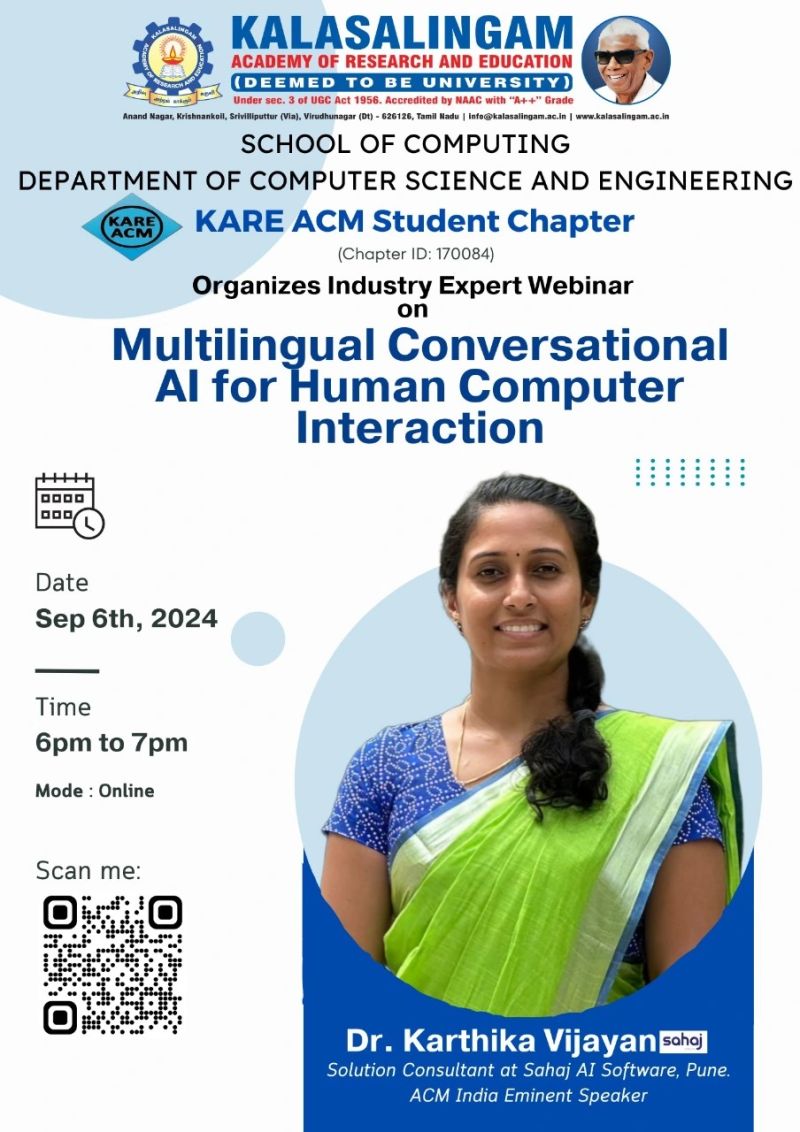 KALASALINGAM
ACADEMY OF RESEARCH AND EDUCATION
(DEEMED TO BE UNIVERSITY)
Under sec. 3 of UGC Act 1956. Accredited by NAAC with "A++" Grade
Anand Nagar, Krishnankoil, Srivilliputtur (Via), Virudhunagar (Dt) - 626126, Tamil Nadu | info@kalasalingam.ac.in | www.kalasalingam.ac.in
SCHOOL OF COMPUTING
DEPARTMENT OF COMPUTER SCIENCE AND ENGINEERING
KARE
ACM
KARE ACM Student Chapter
(Chapter ID: 170084)
Organizes Industry Expert Webinar
on
Multilingual Conversational
AI for Human Computer
Interaction
Date
Sep 6th, 2024
Time
6pm to 7pm
Mode : Online
Scan me:
Dr. Karthika Vijayan sahaj
Solution Consultant at Sahaj AI Software, Pune.
ACM India Eminent Speaker